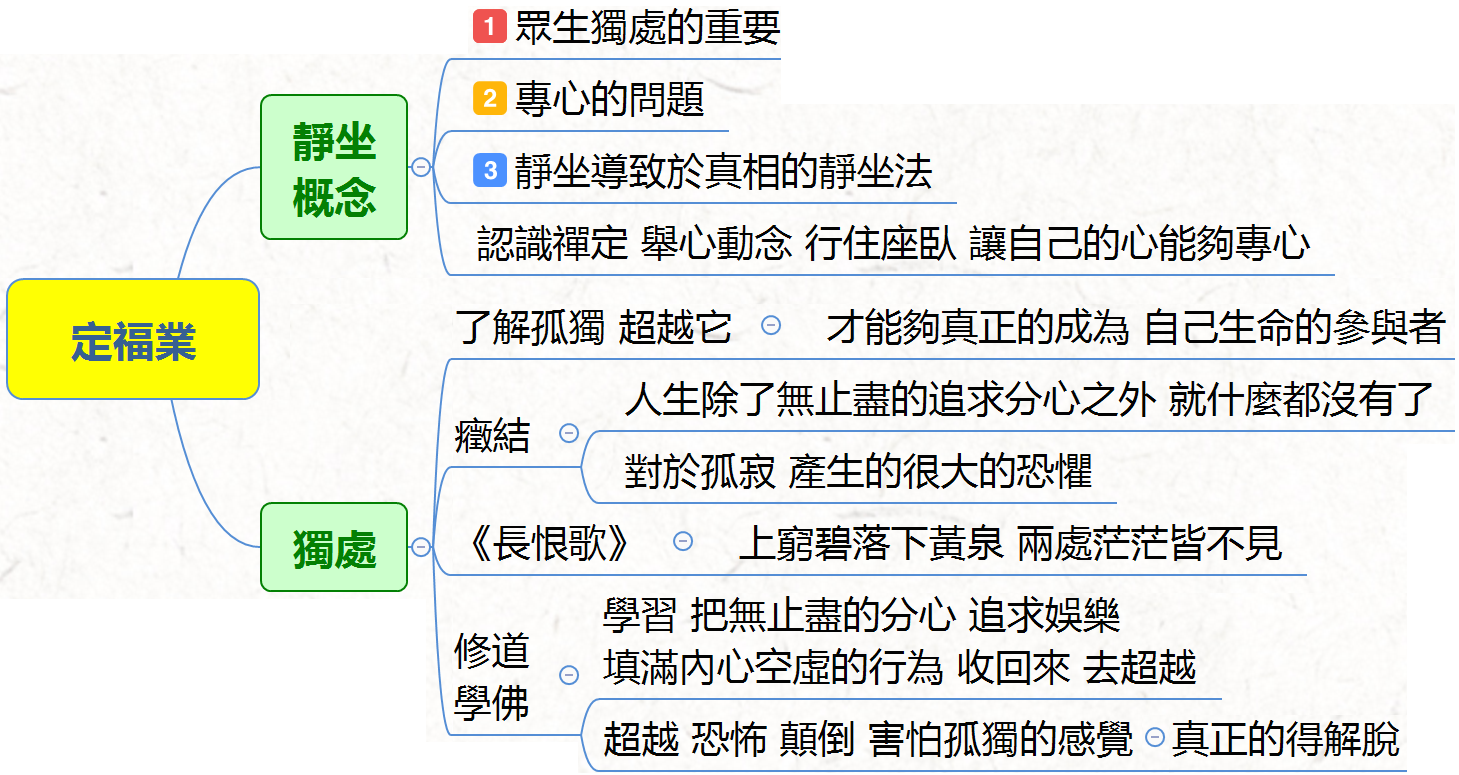 定福業
靜坐
概念
1 眾生獨處的重要
2 專心的問題
3 靜坐導致於真相的靜坐法
認識禪定 舉心動念 行住座臥 讓自己的心能夠專心
獨處
了解孤獨 超越它
才能夠真正的成為 自己生命的參與者
癥結
人生除了無止盡的追求分心之外 就什麼都沒有了
對於孤寂 產生的很大的恐懼
《長恨歌》
上窮碧落下黃泉 兩處茫茫皆不見
修道
學佛
學習 把無止盡的分心 追求娛樂
填滿內心空虛的行為 收回來 去超越
超越 恐怖 顛倒 害怕孤獨的感覺
真正的得解脫